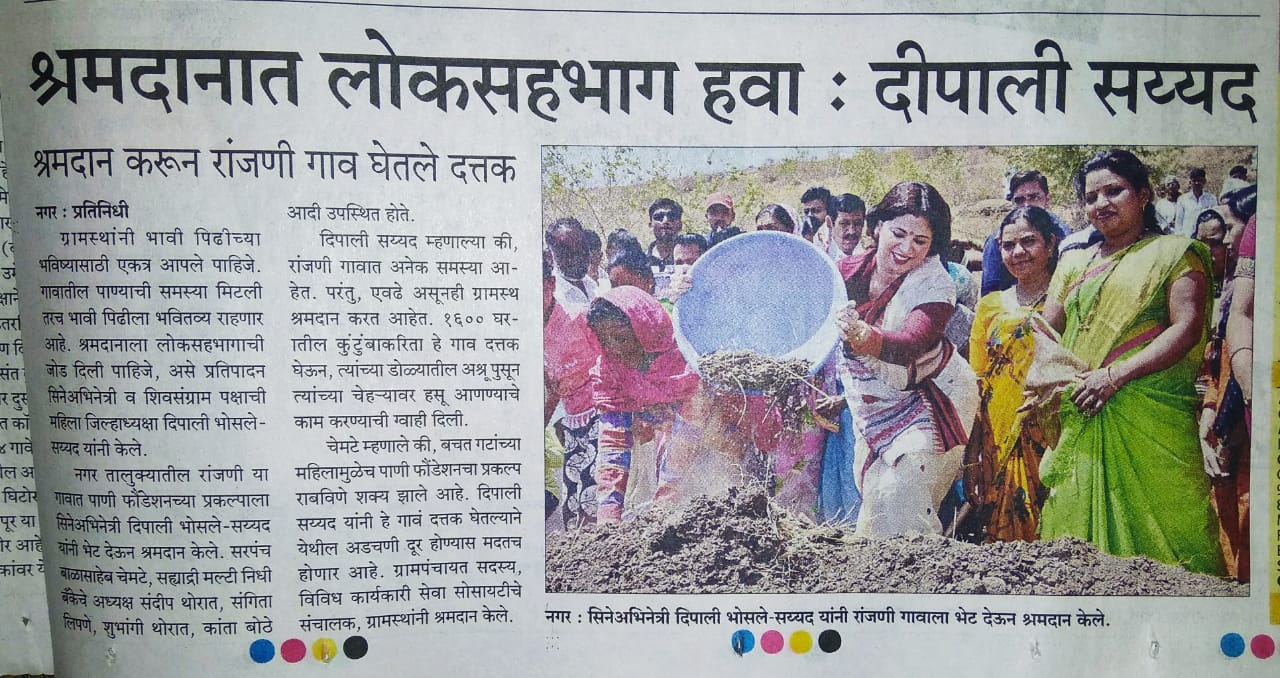 श्रमदानात लोकसहभाग हवा : दीपाली सय्यद
श्रमदान करून रांजणी गाव घेतले दत्तक
नगर : प्रतिनिधी
ग्रामस्थांनी भावी पिढीच्या
भविष्यासाठी एकत्र आपले पाहिजे.
गावातील पाण्याची समस्या मिटली
तरच भावी पिढीला भवितव्य राहणार
आहे. श्रमदानाला लोकसहभागाची
जोड दिली पाहिजे, असे प्रतिपादन
सिनेअभिनेत्री व शिवसंग्राम पक्षाची
महिला जिल्हाध्यक्षा दिपाली भोसले-
सय्यद यांनी केले.
नगर तालुक्यातील रांजणी या
गावात पाणी फौंडेशनच्या प्रकल्पाला
सिनेअभिनेत्री दिपाली भोसले-सय्यद
यांनी भेट देऊन श्रमदान केले. सरपंच
बाळासाहेब चेमटे, सह्याद्री मल्टी निधी
बँकेचे अध्यक्ष संदीप थोरात, संगिता
लिपणे, शुभांगी थोरात, कांता बोठे
आदी उपस्थित होते.
दिपाली सय्यद म्हणाल्या की,
रांजणी गावात अनेक समस्या आ-
हेत. परंतु, एवढे असूनही ग्रामस्थ
श्रमदान करत आहेत. १६०० घर-
ातील कुंटुंबाकरिता हे गाव दत्तक
घेऊन, त्यांच्या डोळ्यातील अश्रू पुसून
त्यांच्या चेहऱ्यावर हसू आणण्याचे
काम करण्याची ग्वाही दिली.
चेमटे म्हणाले की, बचत गटांच्या
महिलामुळेच पाणी फौंडेशनचा प्रकल्प
राबविणे शक्य झाले आहे. दिपाली
सय्यद यांनी हे गावं दत्तक घेतल्याने
येथील अडचणी दूर होण्यास मदतच
होणार आहे. ग्रामपंचायत सदस्य,
विविध कार्यकारी सेवा सोसायटीचे
संचालक, ग्रामस्थांनी श्रमदान केले.
नगर : सिनेअभिनेत्री दिपाली भोसले-सय्यद यांनी रांजणी गावाला भेट देऊन श्रमदान केले.